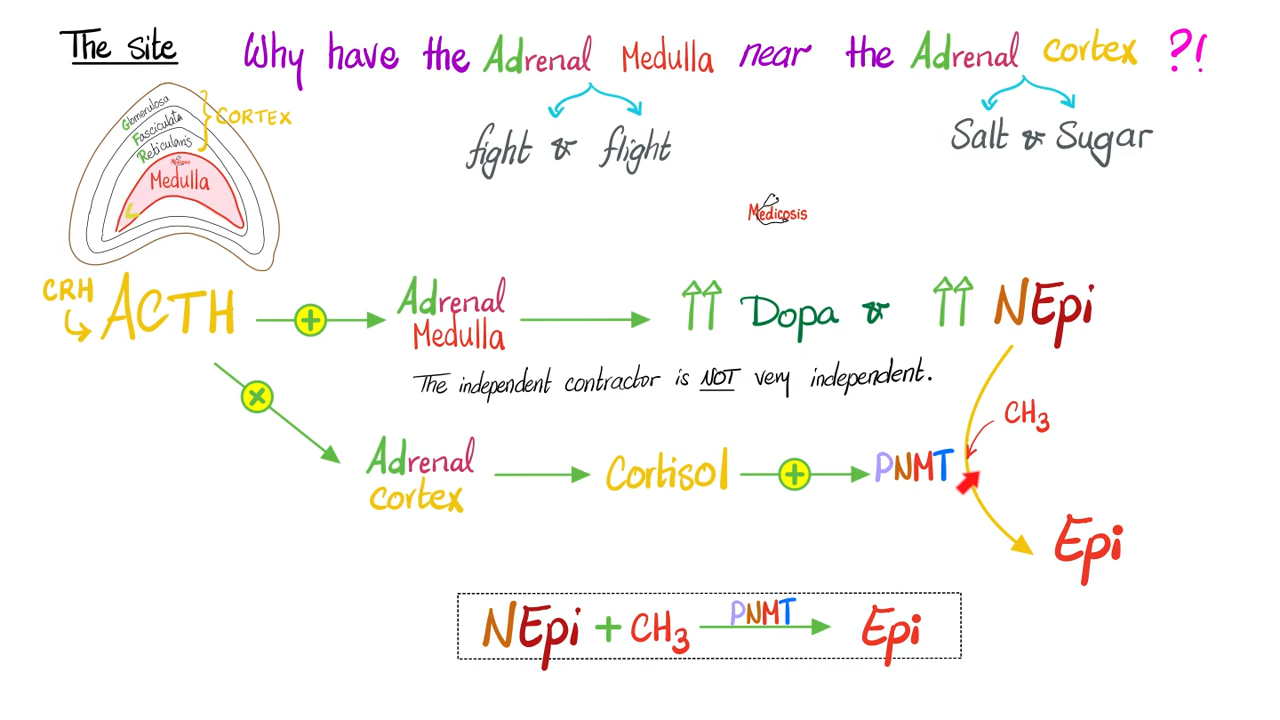 The site
Why have the Adrenal Medulla near the Adrenal cortex ?!
fight & flight
Salt & Sugar
Glomerulosa
Fasciculata
Reticularis
CORTEX
Medicosis
Medulla
Medicosis
CRH
ACTH
+
Adrenal
Medulla
Dopa & NEpi
The independent contractor is NOT very independent.
CH3
Adrenal
cortex
Cortisol
+
PNMT
Epi
NEpi + CH3 PNMT Epi